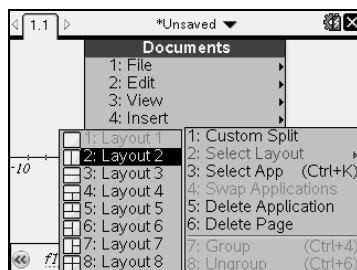 1.1 *Unsaved
Documents
1: File
2: Edit
3: View
4: Insert
1: Layout 1
2: Layout 2
3: Layout 3
4: Layout 4
5: Layout 5
6: Layout 6
7: Layout 7
8: Layout 8
1: Custom Split
2: Select Layout
3: Select App (Ctrl+K)
4: Swap Applications
5: Delete Application
6: Delete Page
7: Group (Ctrl+4)
8: Ungroup (Ctrl+6)
-10
f1